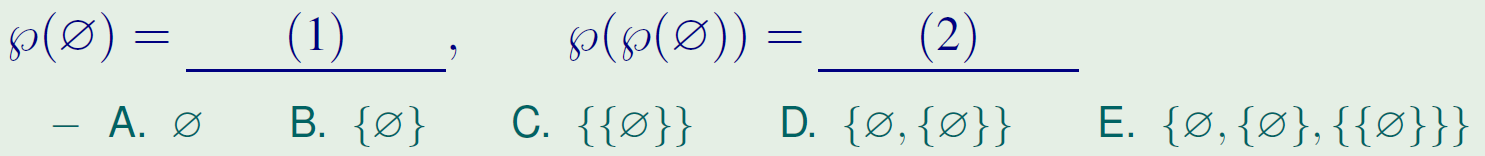 ℘(∅) = (1) , ℘(℘(∅)) = (2)
– A. ∅ B. {∅} C. {{∅}} D. {∅, {∅}} E. {∅, {∅}, {{∅}}}